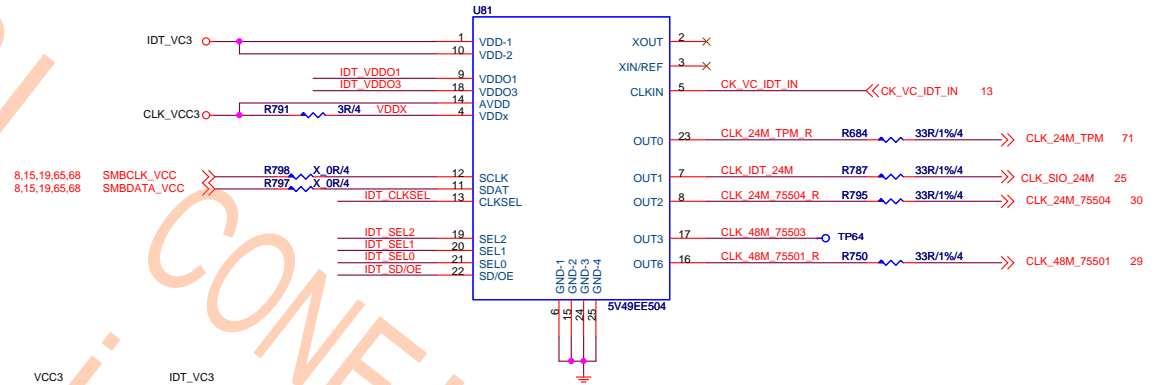 U81
IDT_VC3 1 VDD-1 XOUT 2
10 VDD-2
XIN/REF 3
IDT_VDDO1 9 VDDO1
IDT_VDDO3 18 VDDO3
CLKIN 5 CK_VC_IDT_IN CK_VC_IDT_IN 13
14 AVDD
CLK_VCC3 R791 3R/4 VDDX 4 VDDx
OUT0 23 CLK_24M_TPM_R R684 33R/1%/4 CLK_24M_TPM 71
8,15,19,65,68 SMBCLK_VCC R798 X_0R/4 12 SCLK
OUT1 7 CLK_IDT_24M R787 33R/1%/4 CLK_SIO_24M 25
8,15,19,65,68 SMBDATA_VCC R797 X_0R/4 11 SDAT
IDT_CLKSEL 13 CLKSEL
OUT2 8 CLK_24M_75504_R R795 33R/1%/4 CLK_24M_75504 30
IDT_SEL2 19 SEL2
OUT3 17 CLK_48M_75503 TP64
IDT_SEL1 20 SEL1
IDT_SEL0 21 SEL0
OUT6 16 CLK_48M_75501_R R750 33R/1%/4 CLK_48M_75501 29
IDT_SD/OE 22 SD/OE
GND-1 GND-2 GND-3 GND-4
6 15 24 25
5V49EE504
VCC3 IDT_VC3